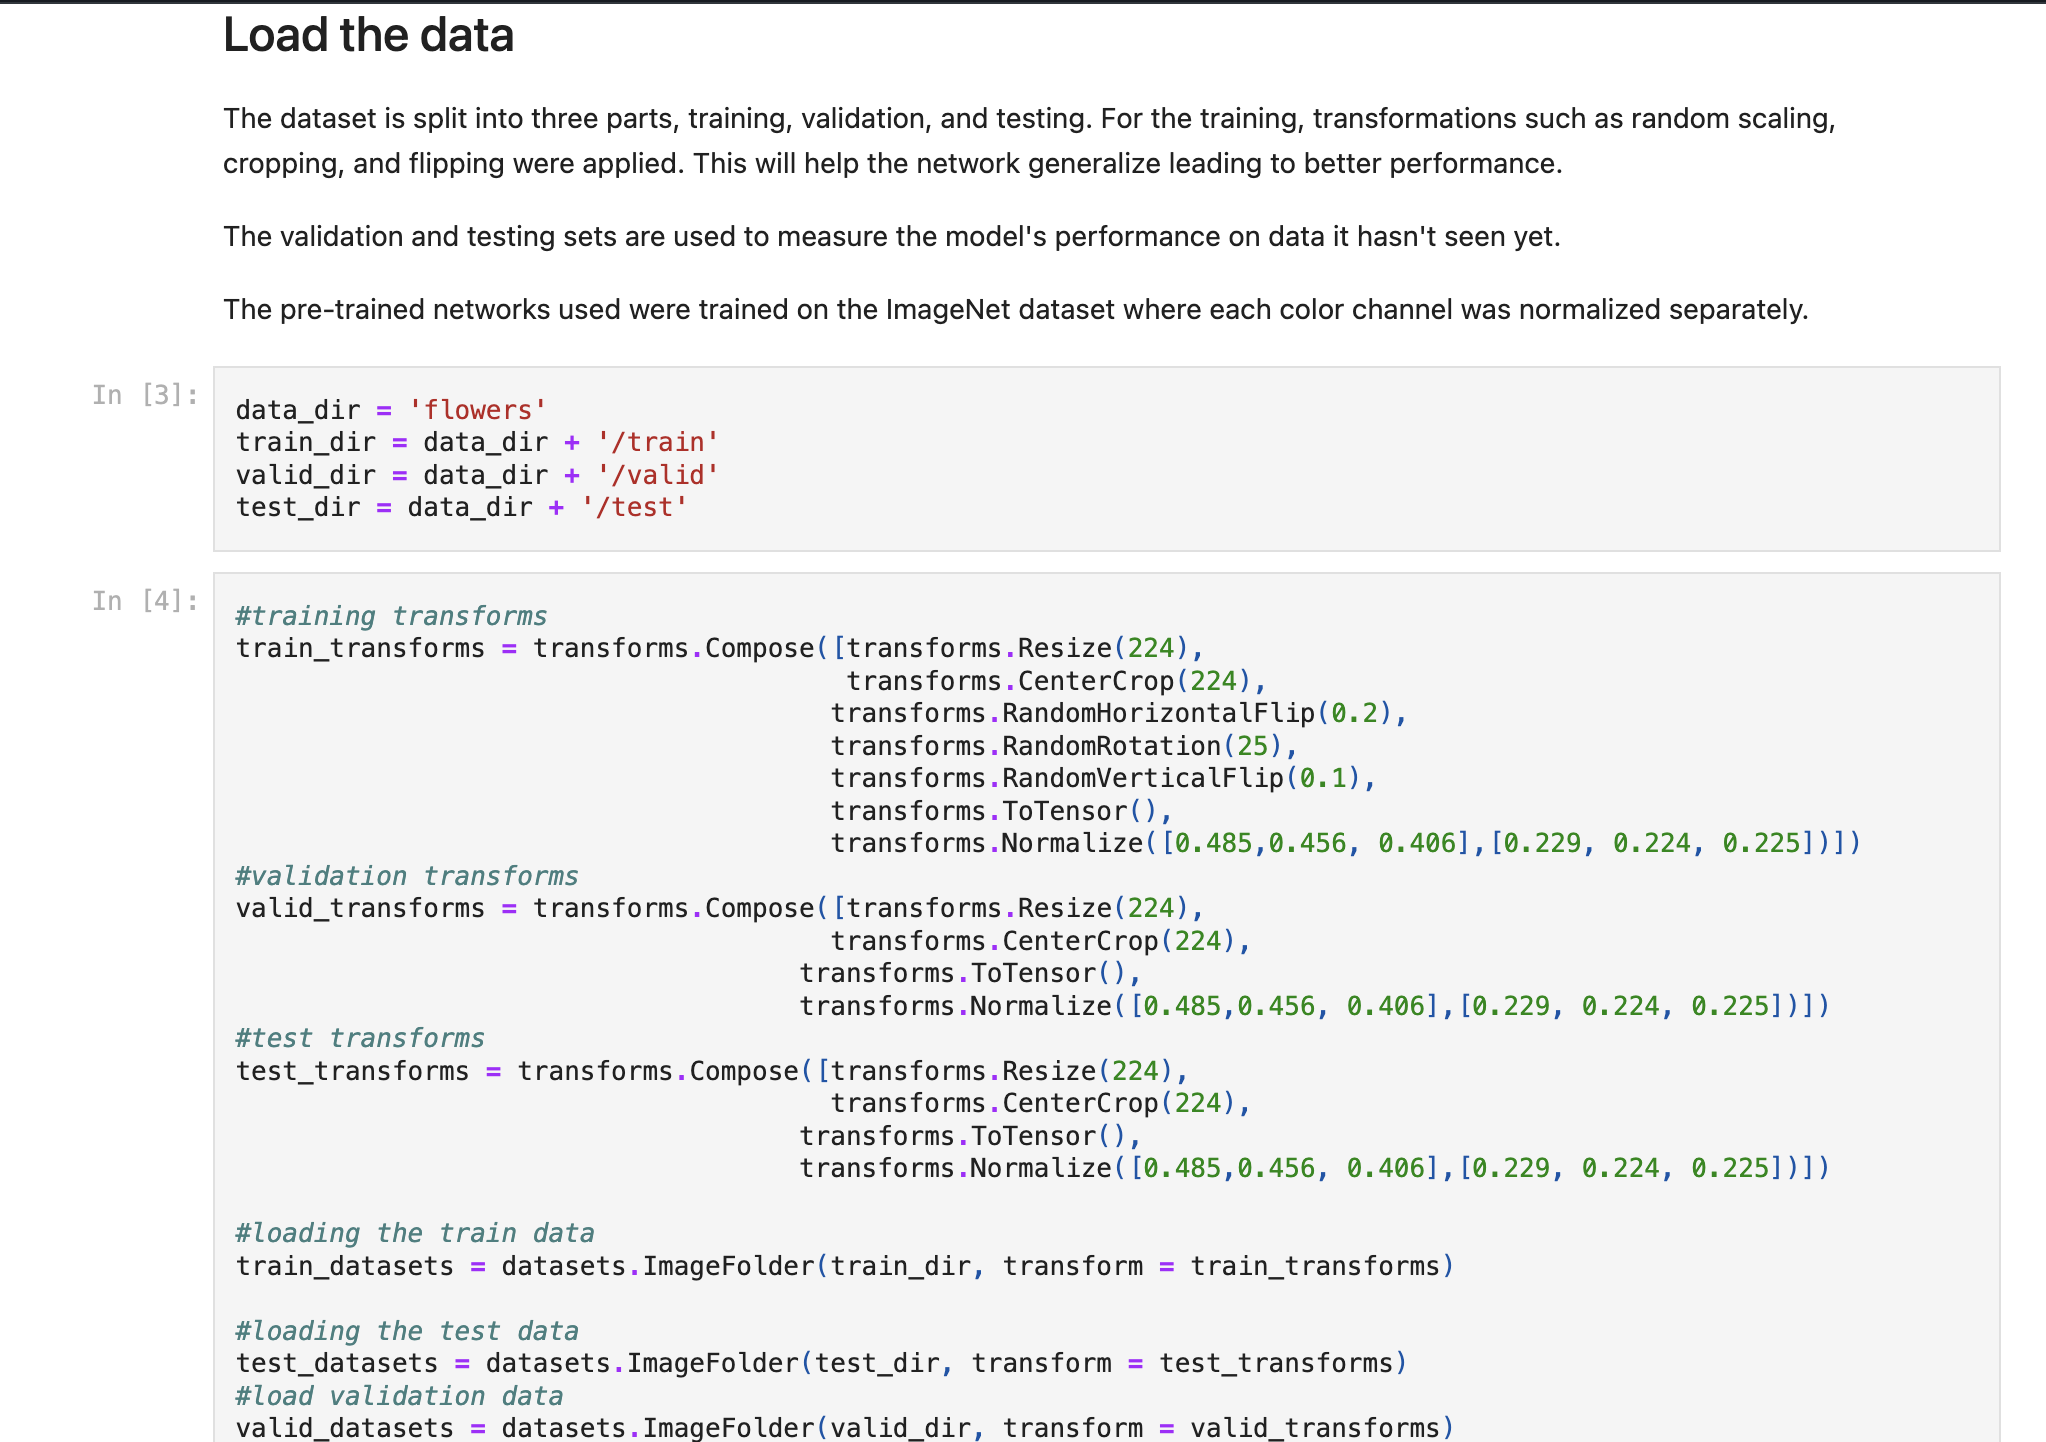 Load the data
The dataset is split into three parts, training, validation, and testing. For the training, transformations such as random scaling,
cropping, and flipping were applied. This will help the network generalize leading to better performance.
The validation and testing sets are used to measure the model's performance on data it hasn't seen yet.
The pre-trained networks used were trained on the ImageNet dataset where each color channel was normalized separately.
In [3]:
data_dir = 'flowers'
train_dir = data_dir + '/train'
valid_dir = data_dir + '/valid'
test_dir = data_dir + '/test'
In [4]:
#training transforms
train_transforms = transforms.Compose([transforms.Resize(224),
transforms.CenterCrop(224),
transforms.RandomHorizontalFlip(0.2),
transforms.RandomRotation(25),
transforms.RandomVerticalFlip(0.1),
transforms.ToTensor(),
transforms.Normalize([0.485,0.456, 0.406],[0.229, 0.224, 0.225])])
#validation transforms
valid_transforms = transforms.Compose([transforms.Resize(224),
transforms.CenterCrop(224),
transforms.ToTensor(),
transforms.Normalize([0.485,0.456, 0.406],[0.229, 0.224, 0.225])])
#test transforms
test_transforms = transforms.Compose([transforms.Resize(224),
transforms.CenterCrop(224),
transforms.ToTensor(),
transforms.Normalize([0.485,0.456, 0.406],[0.229, 0.224, 0.225])])
#loading the train data
train_datasets = datasets.ImageFolder(train_dir, transform = train_transforms)
#loading the test data
test_datasets = datasets.ImageFolder(test_dir, transform = test_transforms)
#load validation data
valid_datasets = datasets.ImageFolder(valid_dir, transform = valid_transforms)